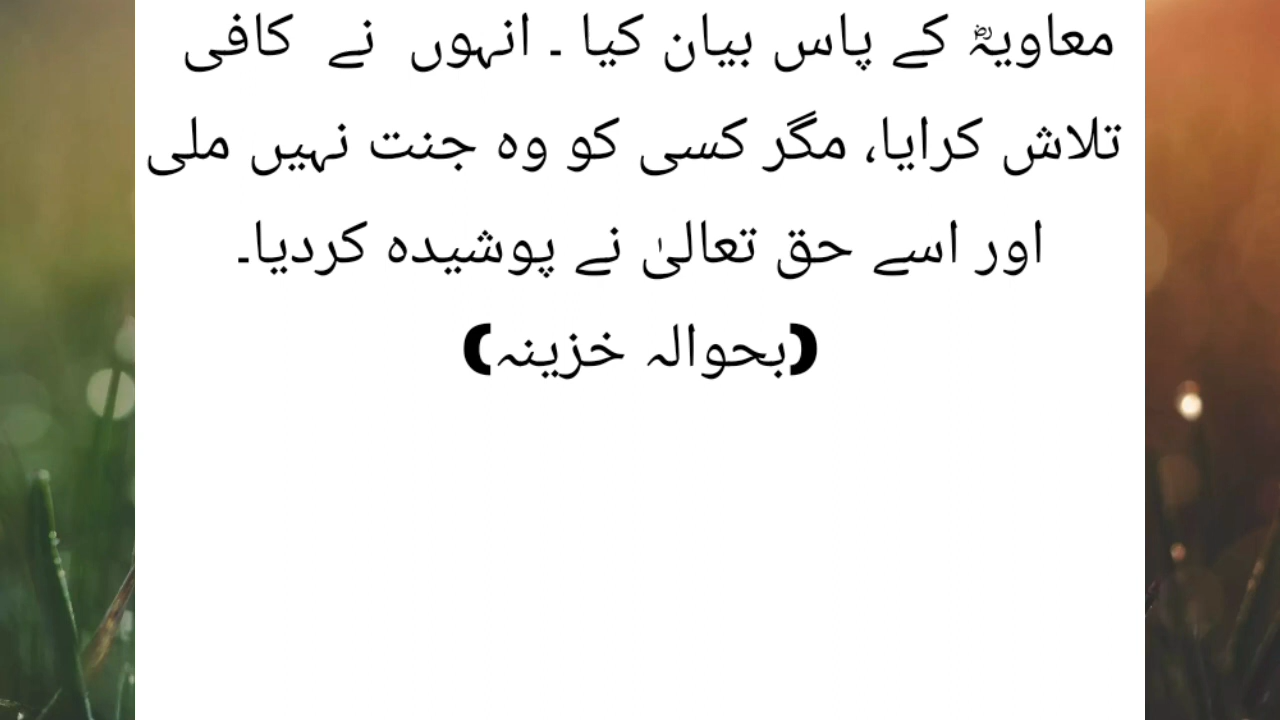 معاویہؓ کے پاس بیان کیا ۔ انہوں نے کافی
تلاش کرایا، مگر کسی کو وہ جنت نہیں ملی
اور اسے حق تعالیٰ نے پوشیدہ کردیا۔
(بحوالہ خزینہ)